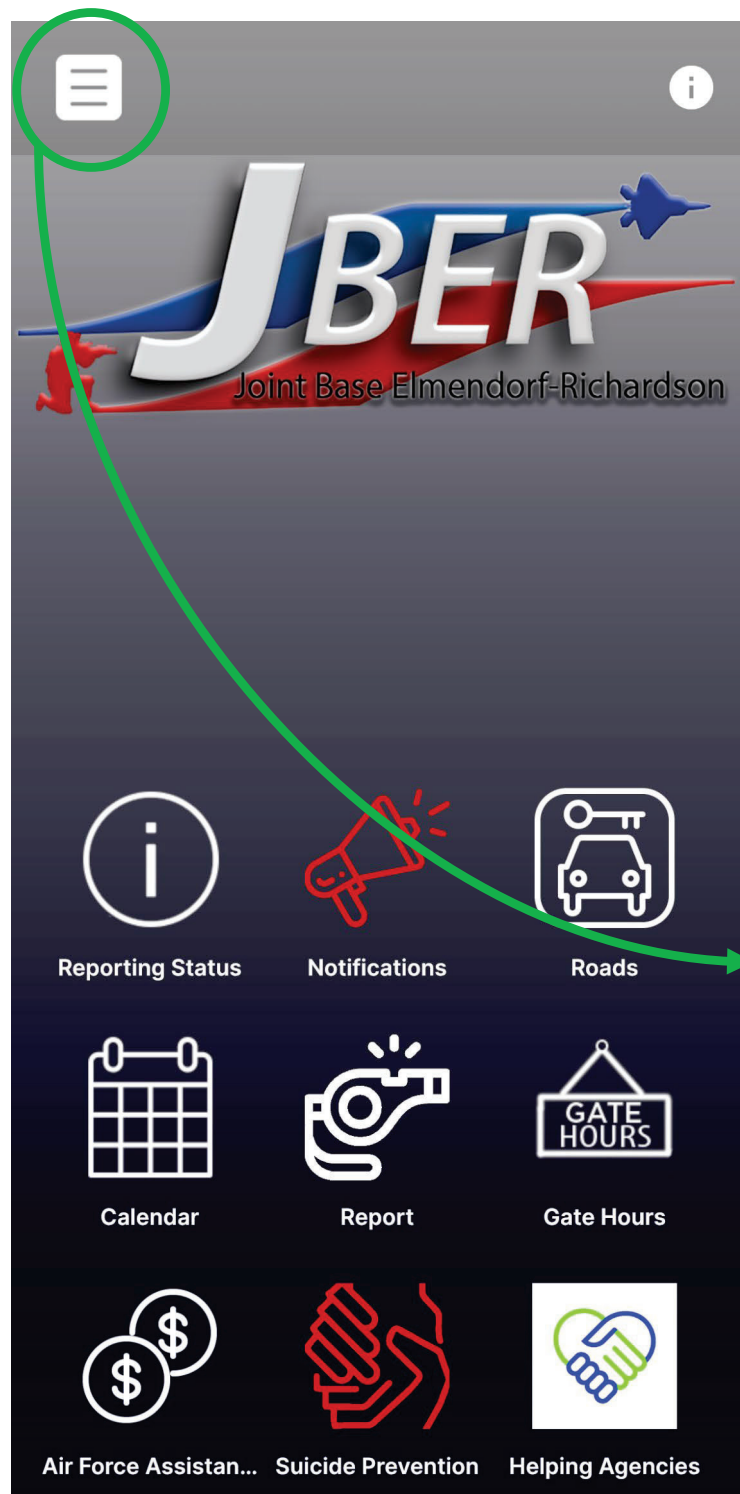 JBER
Joint Base Elmendorf-Richardson
Reporting Status
Notifications
Roads
GATE
HOURS
Calendar
Report
Gate Hours
$
$
Air Force Assistan...
Suicide Prevention
Helping Agencies